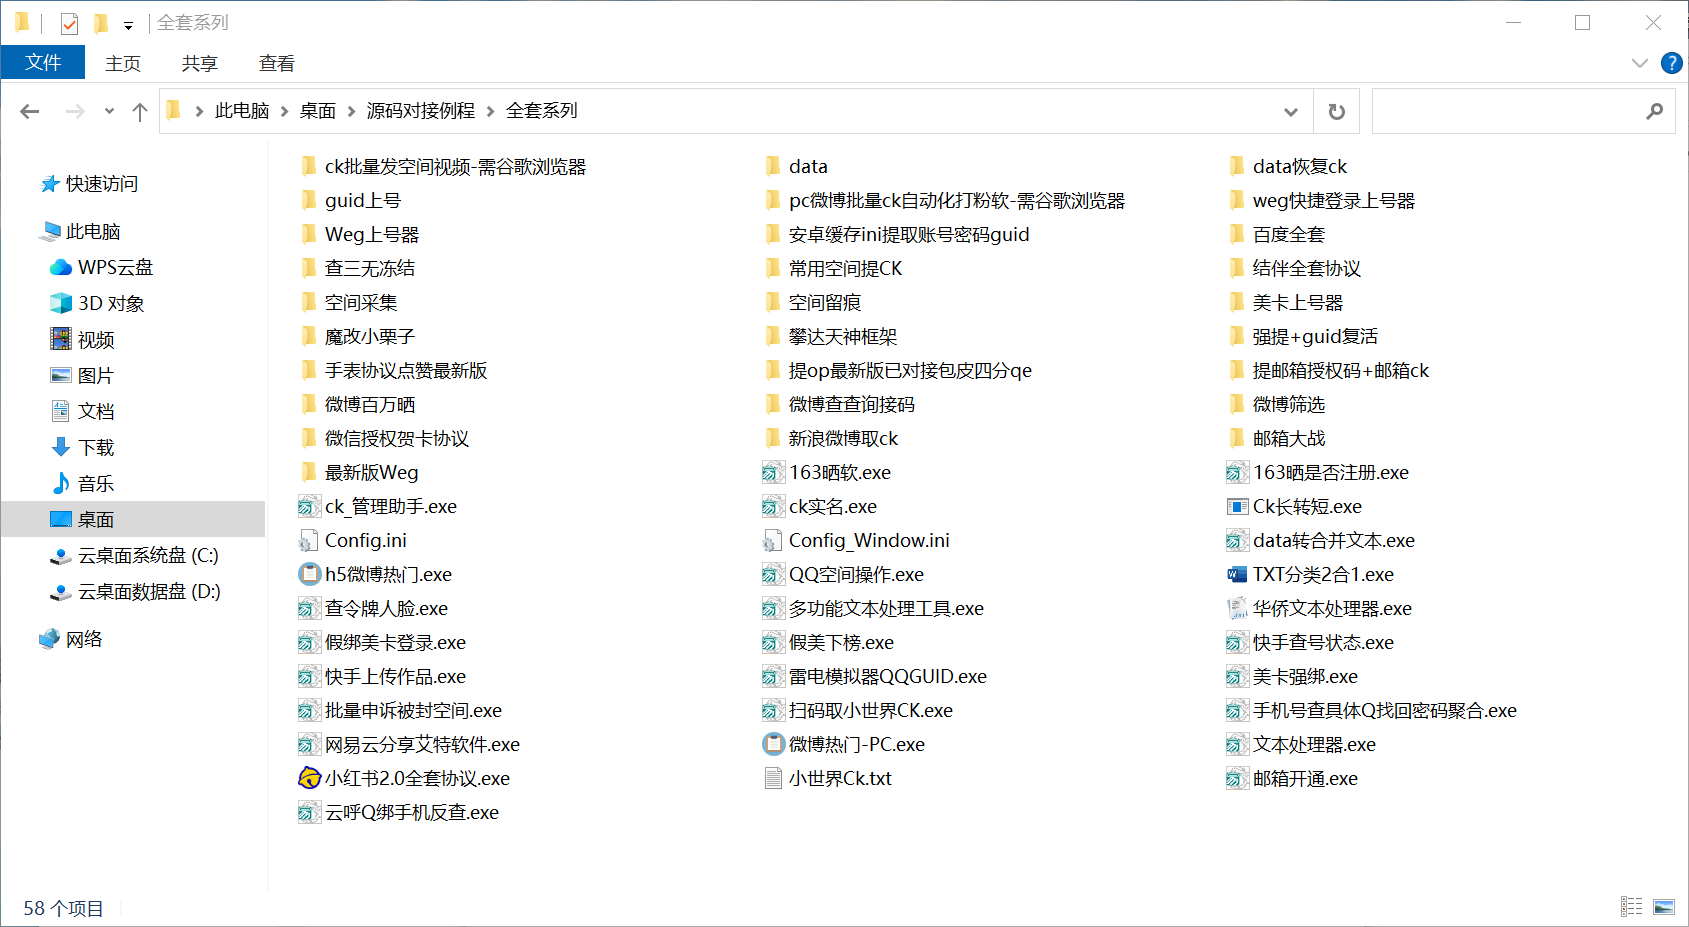 全套系列
文件 主页 共享 查看
此电脑 桌面 源码对接例程 全套系列
快速访问
此电脑
WPS云盘
3D 对象
视频
图片
文档
下载
音乐
桌面
云桌面系统盘 (C:)
云桌面数据盘 (D:)
网络
ck批量发空间视频-需谷歌浏览器 data data恢复ck
guid上号 pc微博批量ck自动化打粉软-需谷歌浏览器 weg快捷登录上号器
Weg上号器 安卓缓存ini提取账号密码guid 百度全套
查三无冻结 常用空间提CK 结伴全套协议
空间采集 空间留痕 美卡上号器
魔改小栗子 攀达天神框架 强提+guid复活
手表协议点赞最新版 提op最新版已对接包皮四分qe 提邮箱授权码+邮箱ck
微博百万晒 微博查查询接码 微博筛选
微信授权贺卡协议 新浪微博取ck 邮箱大战
最新版Weg 163晒软.exe 163晒是否注册.exe
ck_管理助手.exe ck实名.exe Ck长转短.exe
Config.ini Config_Window.ini data转合并文本.exe
h5微博热门.exe QQ空间操作.exe TXT分类2合1.exe
查令牌人脸.exe 多功能文本处理工具.exe 华侨文本处理器.exe
假绑美卡登录.exe 假美下榜.exe 快手查号状态.exe
快手上传作品.exe 雷电模拟器QQGUID.exe 美卡强绑.exe
批量申诉被封空间.exe 扫码取小世界CK.exe 手机号查具体Q找回密码聚合.exe
网易云分享艾特软件.exe 微博热门-PC.exe 文本处理器.exe
小红书2.0全套协议.exe 小世界Ck.txt 邮箱开通.exe
云呼Q绑手机反查.exe
58 个项目